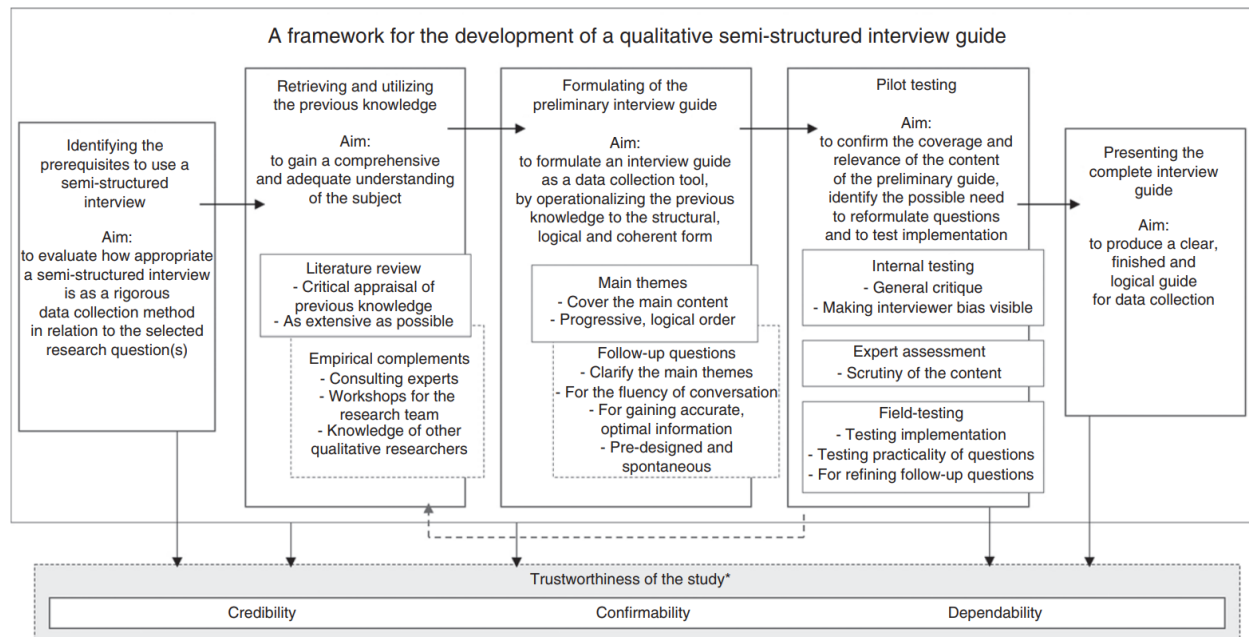 A framework for the development of a qualitative semi-structured interview guide
Identifying the
prerequisites to use a
semi-structured
interview
Aim:
to evaluate how appropriate
a semi-structured interview
is as a rigorous
data collection method
in relation to the selected
research question(s)
Retrieving and utilizing
the previous knowledge
Aim:
to gain a comprehensive
and adequate understanding
of the subject
Literature review
- Critical appraisal of
previous knowledge
- As extensive as possible
Empirical complements
- Consulting experts
- Workshops for the
research team
- Knowledge of other
qualitative researchers
Formulating of the
preliminary interview guide
Aim:
to formulate an interview guide
as a data collection tool,
by operationalizing the previous
knowledge to the structural,
logical and coherent form
Main themes
- Cover the main content
- Progressive, logical order
Follow-up questions
- Clarify the main themes
- For the fluency of conversation
- For gaining accurate,
optimal information
- Pre-designed and
spontaneous
Pilot testing
Aim:
to confirm the coverage and
relevance of the content
of the preliminary guide,
identify the possible need
to reformulate questions
and to test implementation
Internal testing
- General critique
- Making interviewer bias visible
Expert assessment
- Scrutiny of the content
Field-testing
- Testing implementation
- Testing practicality of questions
- For refining follow-up questions
Presenting the
complete interview
guide
Aim:
to produce a clear,
finished and
logical guide
for data collection
Trustworthiness of the study*
Credibility Confirmability Dependability